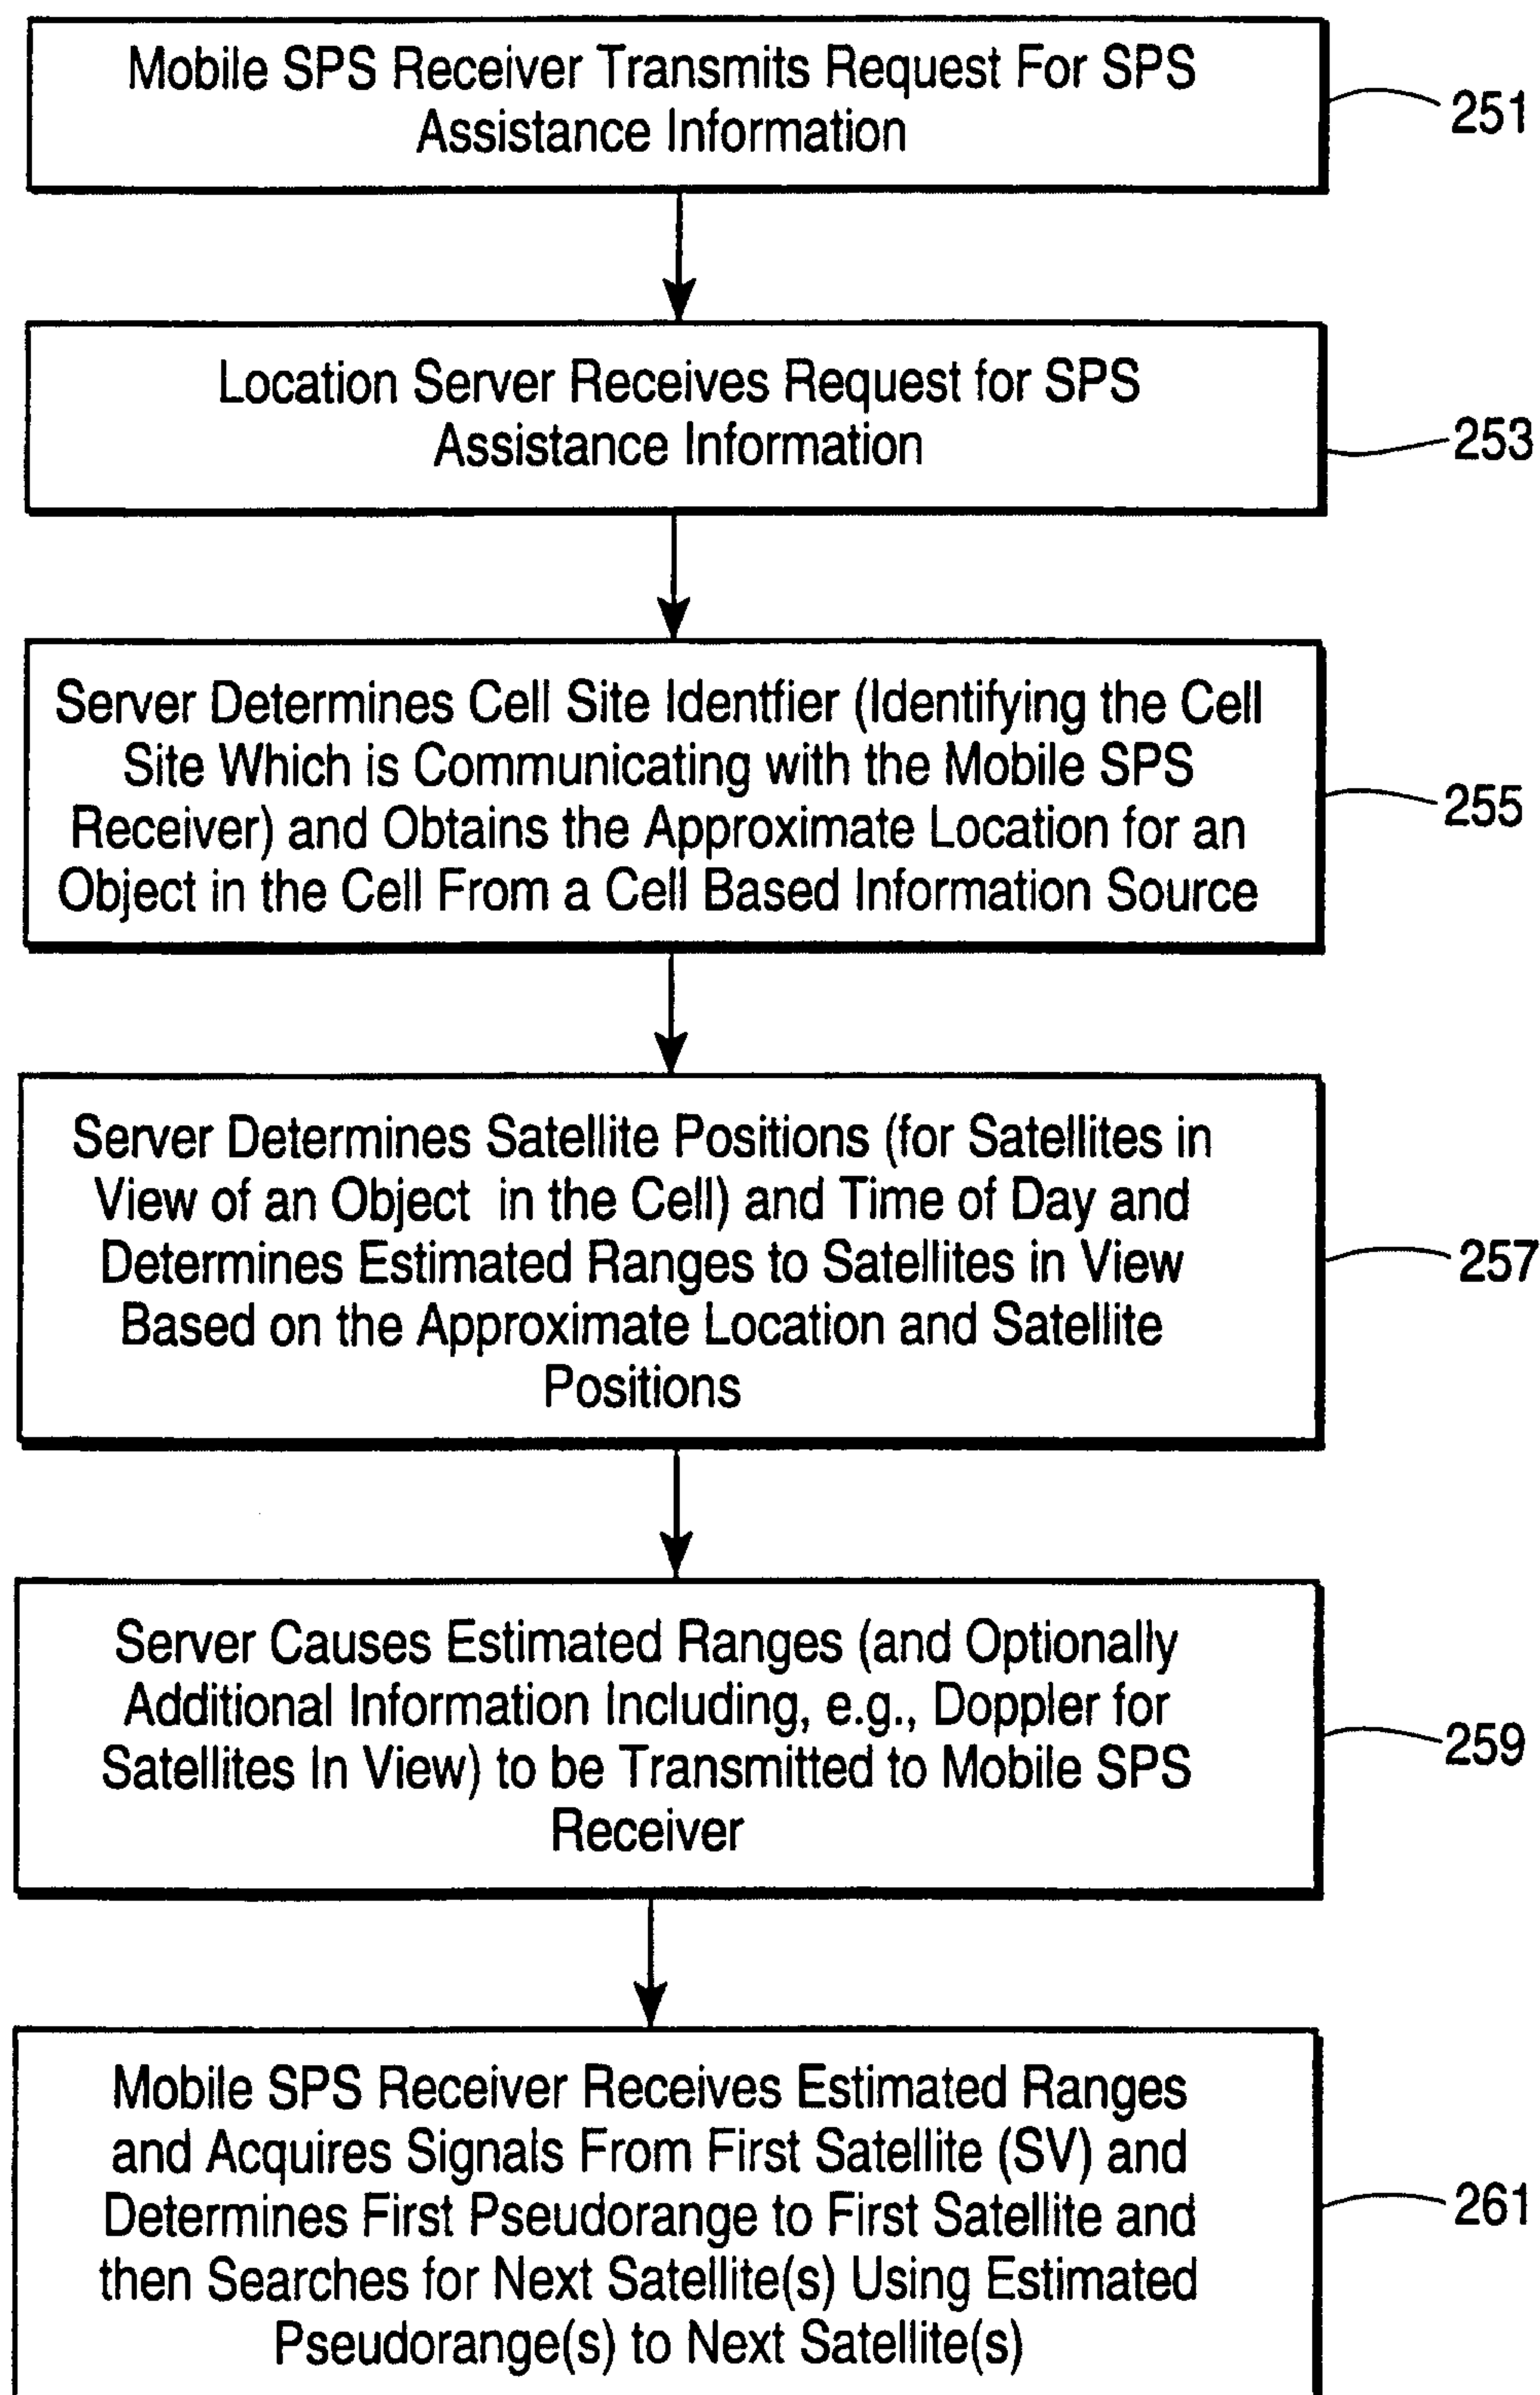 Mobile SPS Receiver Transmits Request For SPS
Assistance Information
251
Location Server Receives Request for SPS
Assistance Information
253
Server Determines Cell Site Identfier (Identifying the Cell
Site Which is Communicating with the Mobile SPS
Receiver) and Obtains the Approximate Location for an
Object in the Cell From a Cell Based Information Source
255
Server Determines Satellite Positions (for Satellites in
View of an Object in the Cell) and Time of Day and
Determines Estimated Ranges to Satellites in View
Based on the Approximate Location and Satellite
Positions
257
Server Causes Estimated Ranges (and Optionally
Additional Information Including, e.g., Doppler for
Satellites In View) to be Transmitted to Mobile SPS
Receiver
259
Mobile SPS Receiver Receives Estimated Ranges
and Acquires Signals From First Satellite (SV) and
Determines First Pseudorange to First Satellite and
then Searches for Next Satellite(s) Using Estimated
Pseudorange(s) to Next Satellite(s)
261